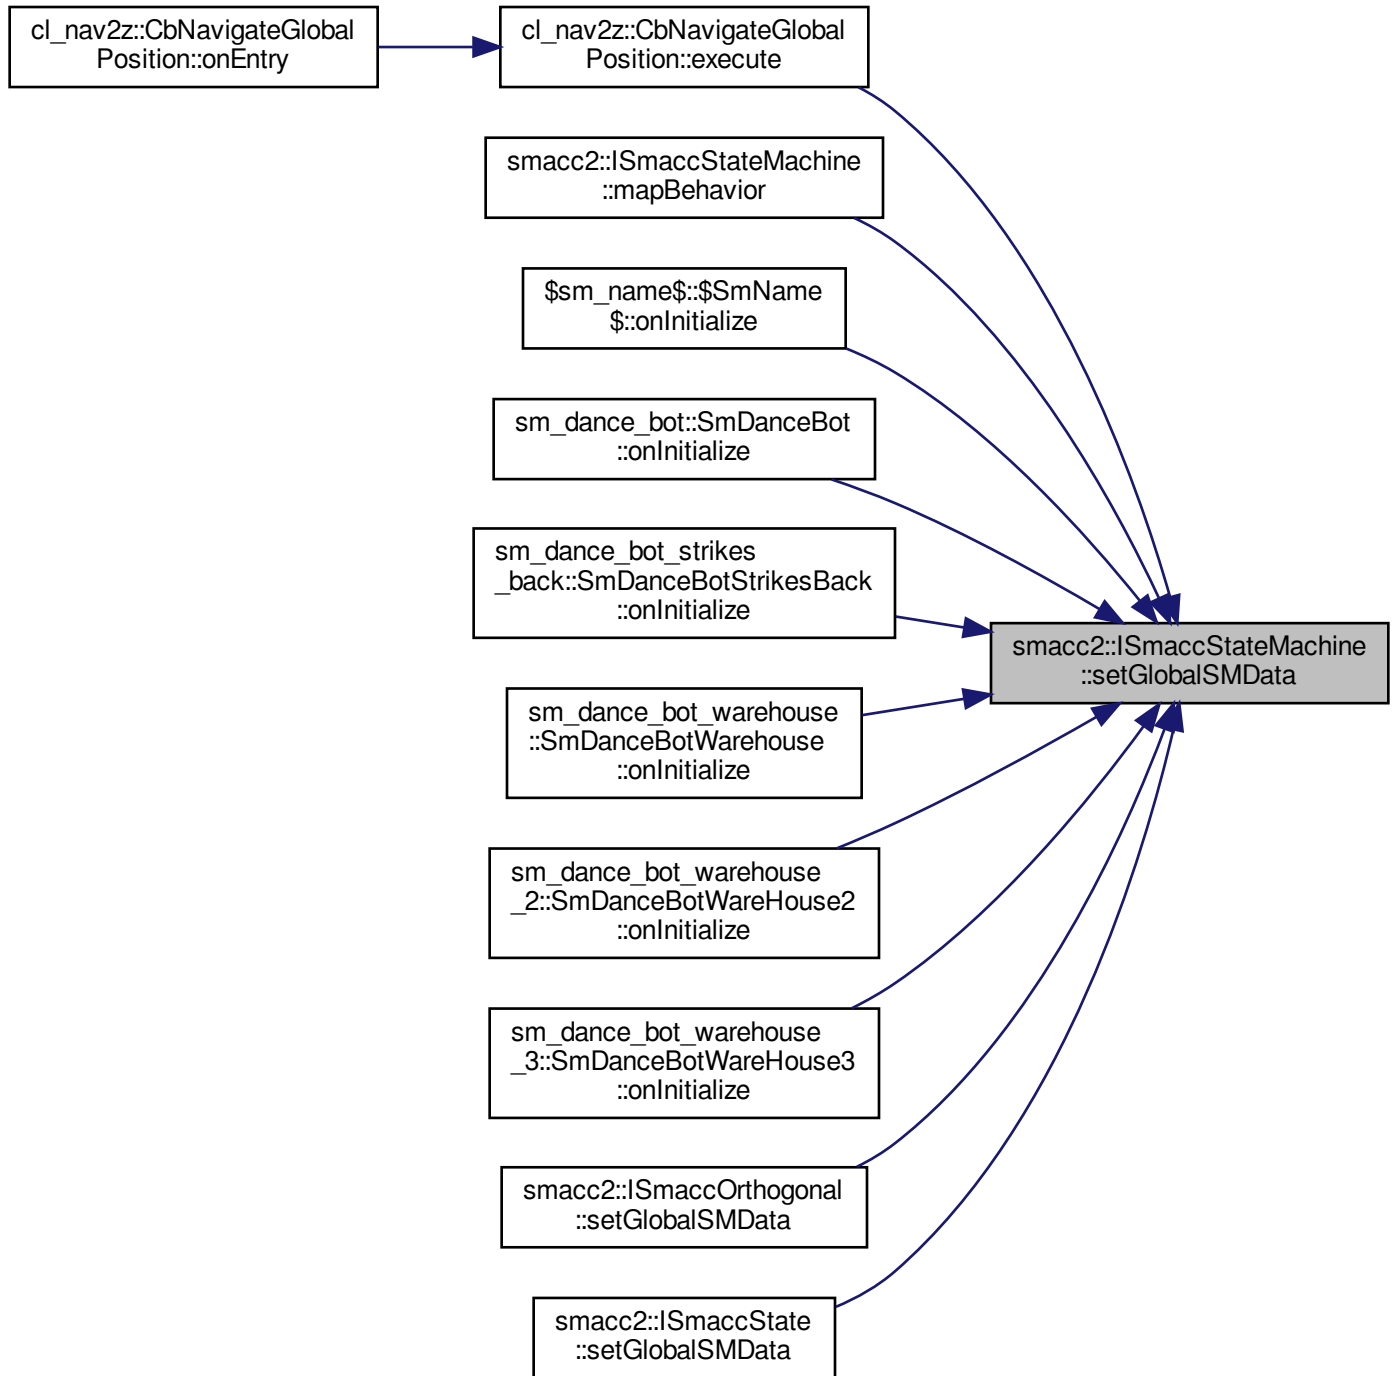 cl_nav2z::CbNavigateGlobal
Position::onEntry
cl_nav2z::CbNavigateGlobal
Position::execute
smacc2::ISmaccStateMachine
::mapBehavior
$sm_name$::$SmName
$::onInitialize
sm_dance_bot::SmDanceBot
::onInitialize
sm_dance_bot_strikes
_back::SmDanceBotStrikesBack
::onInitialize
smacc2::ISmaccStateMachine
::setGlobalSMData
sm_dance_bot_warehouse
::SmDanceBotWarehouse
::onInitialize
sm_dance_bot_warehouse
_2::SmDanceBotWareHouse2
::onInitialize
sm_dance_bot_warehouse
_3::SmDanceBotWareHouse3
::onInitialize
smacc2::ISmaccOrthogonal
::setGlobalSMData
smacc2::ISmaccState
::setGlobalSMData